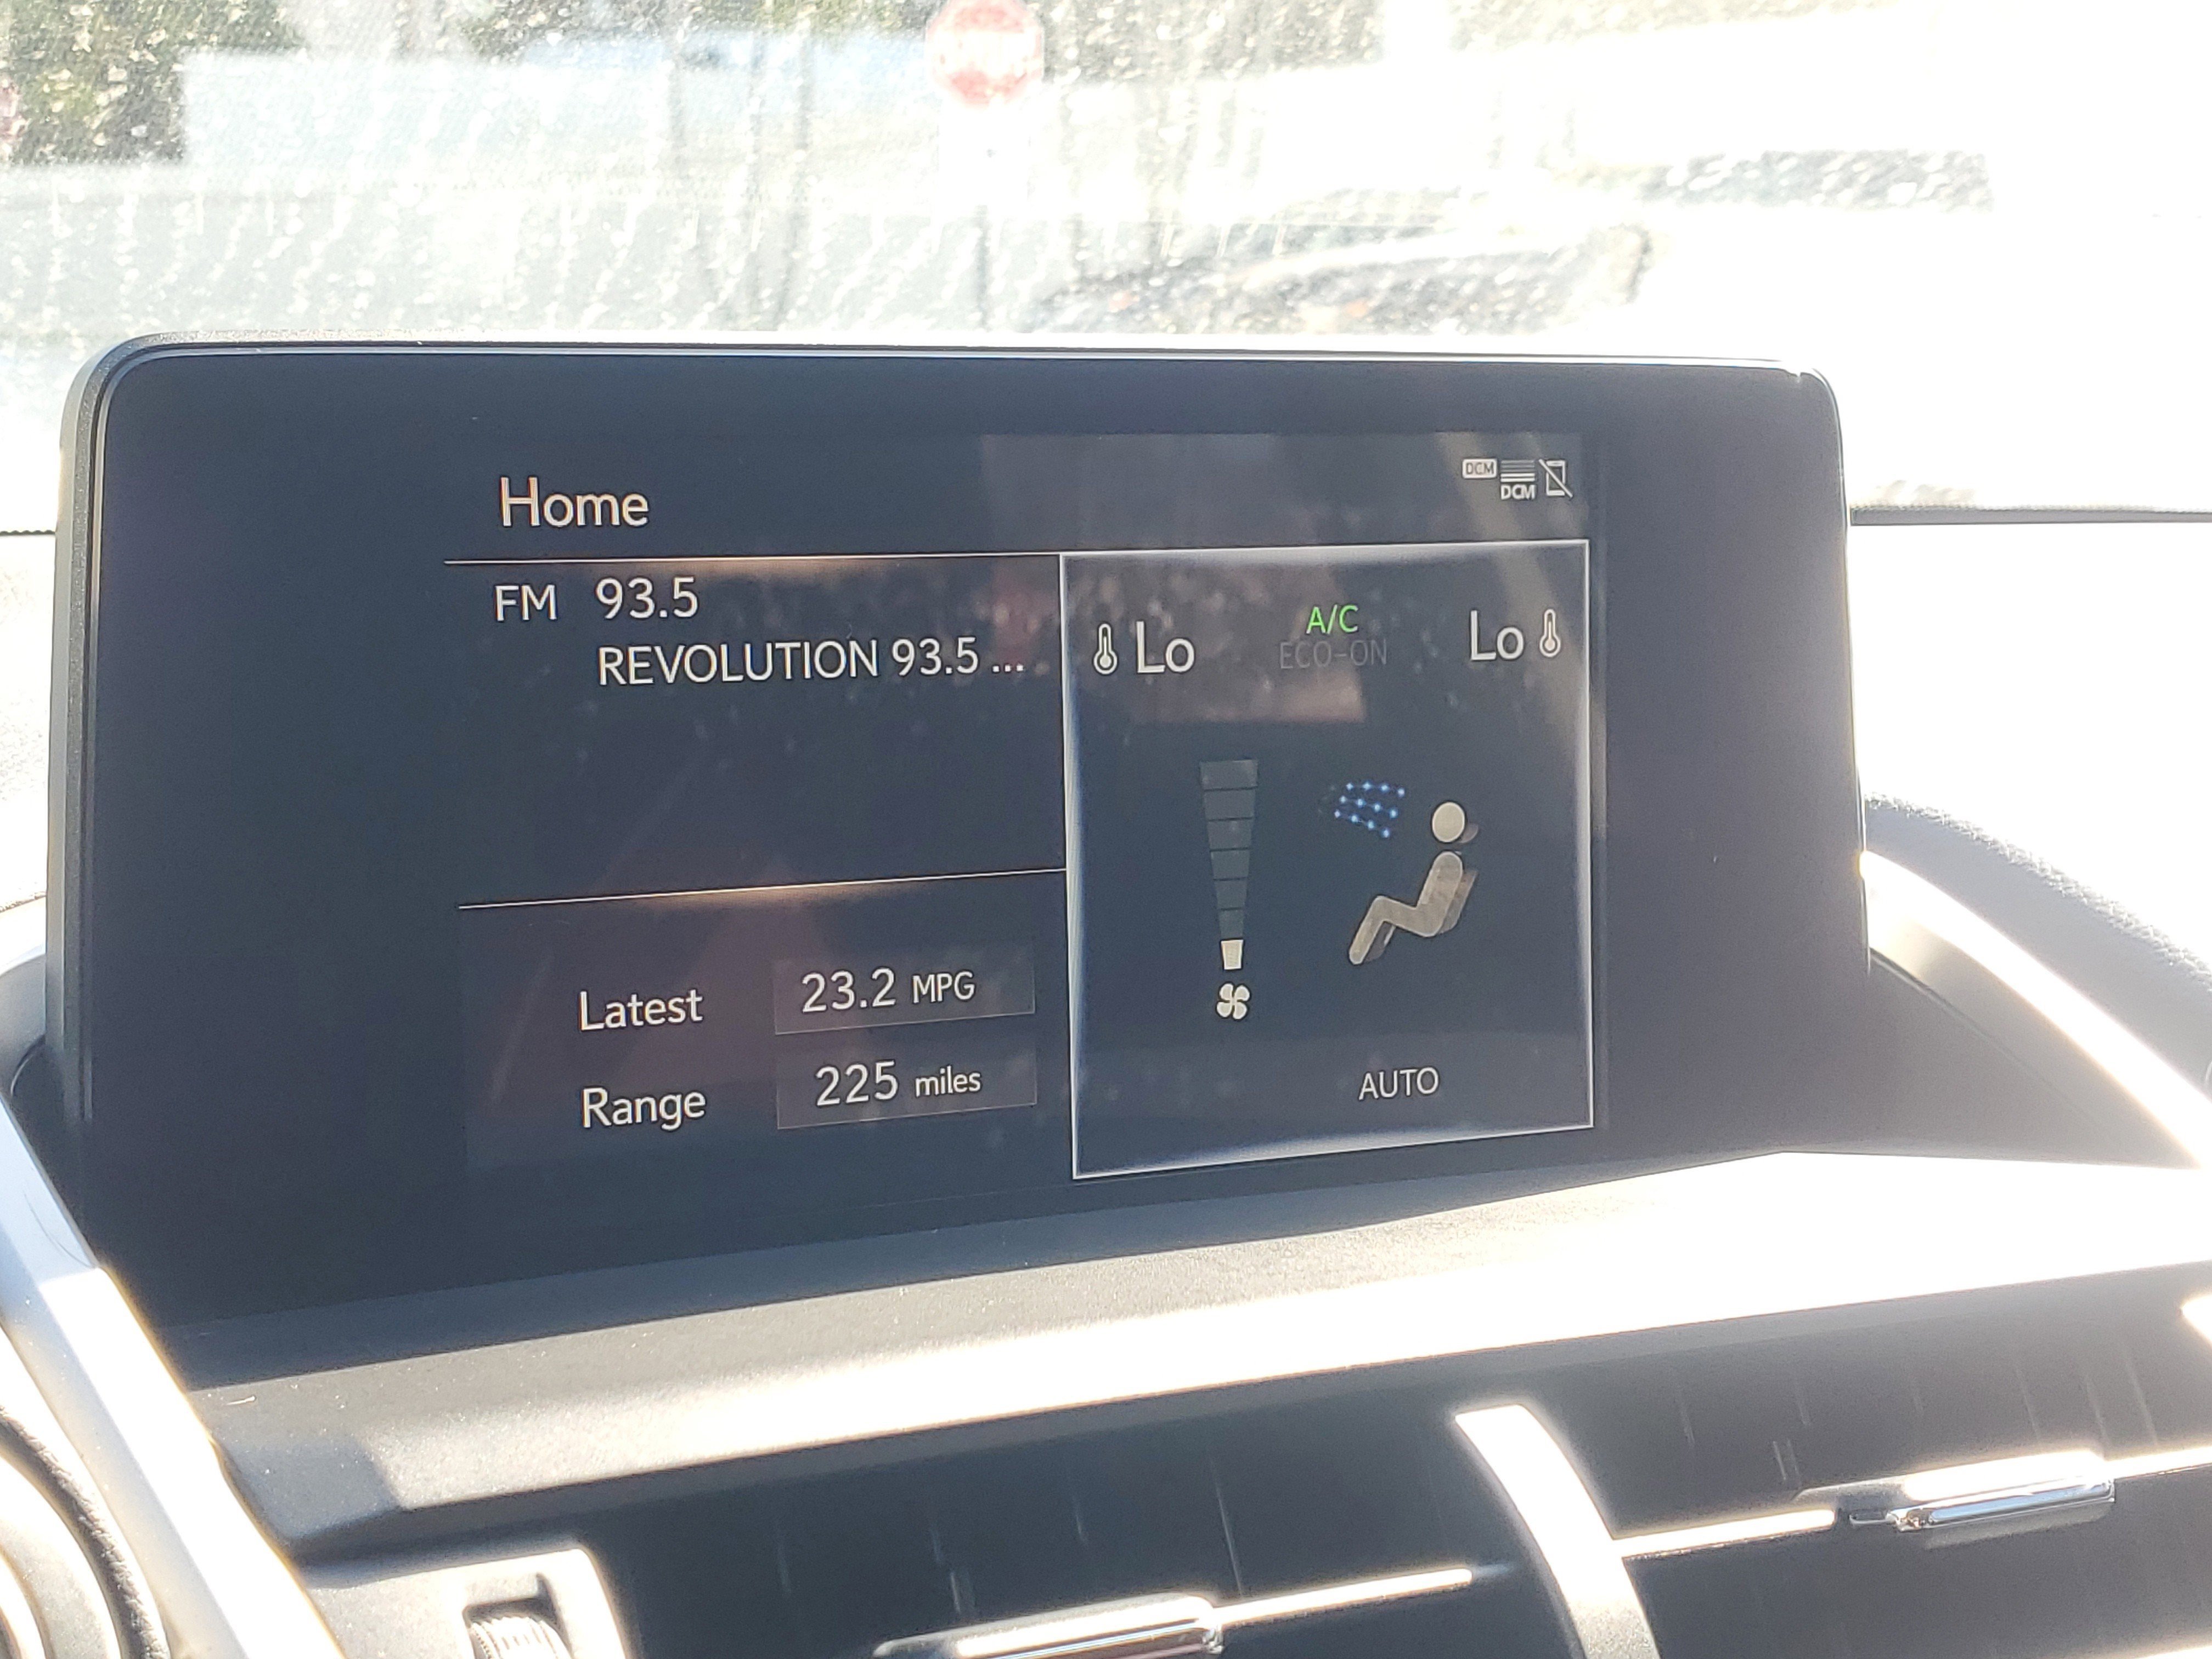 Home
DCM
DCM
FM 93.5
REVOLUTION 93.5 ...
Lo
A/C
ECO-ON
Lo
Latest 23.2 MPG
Range 225 miles
AUTO